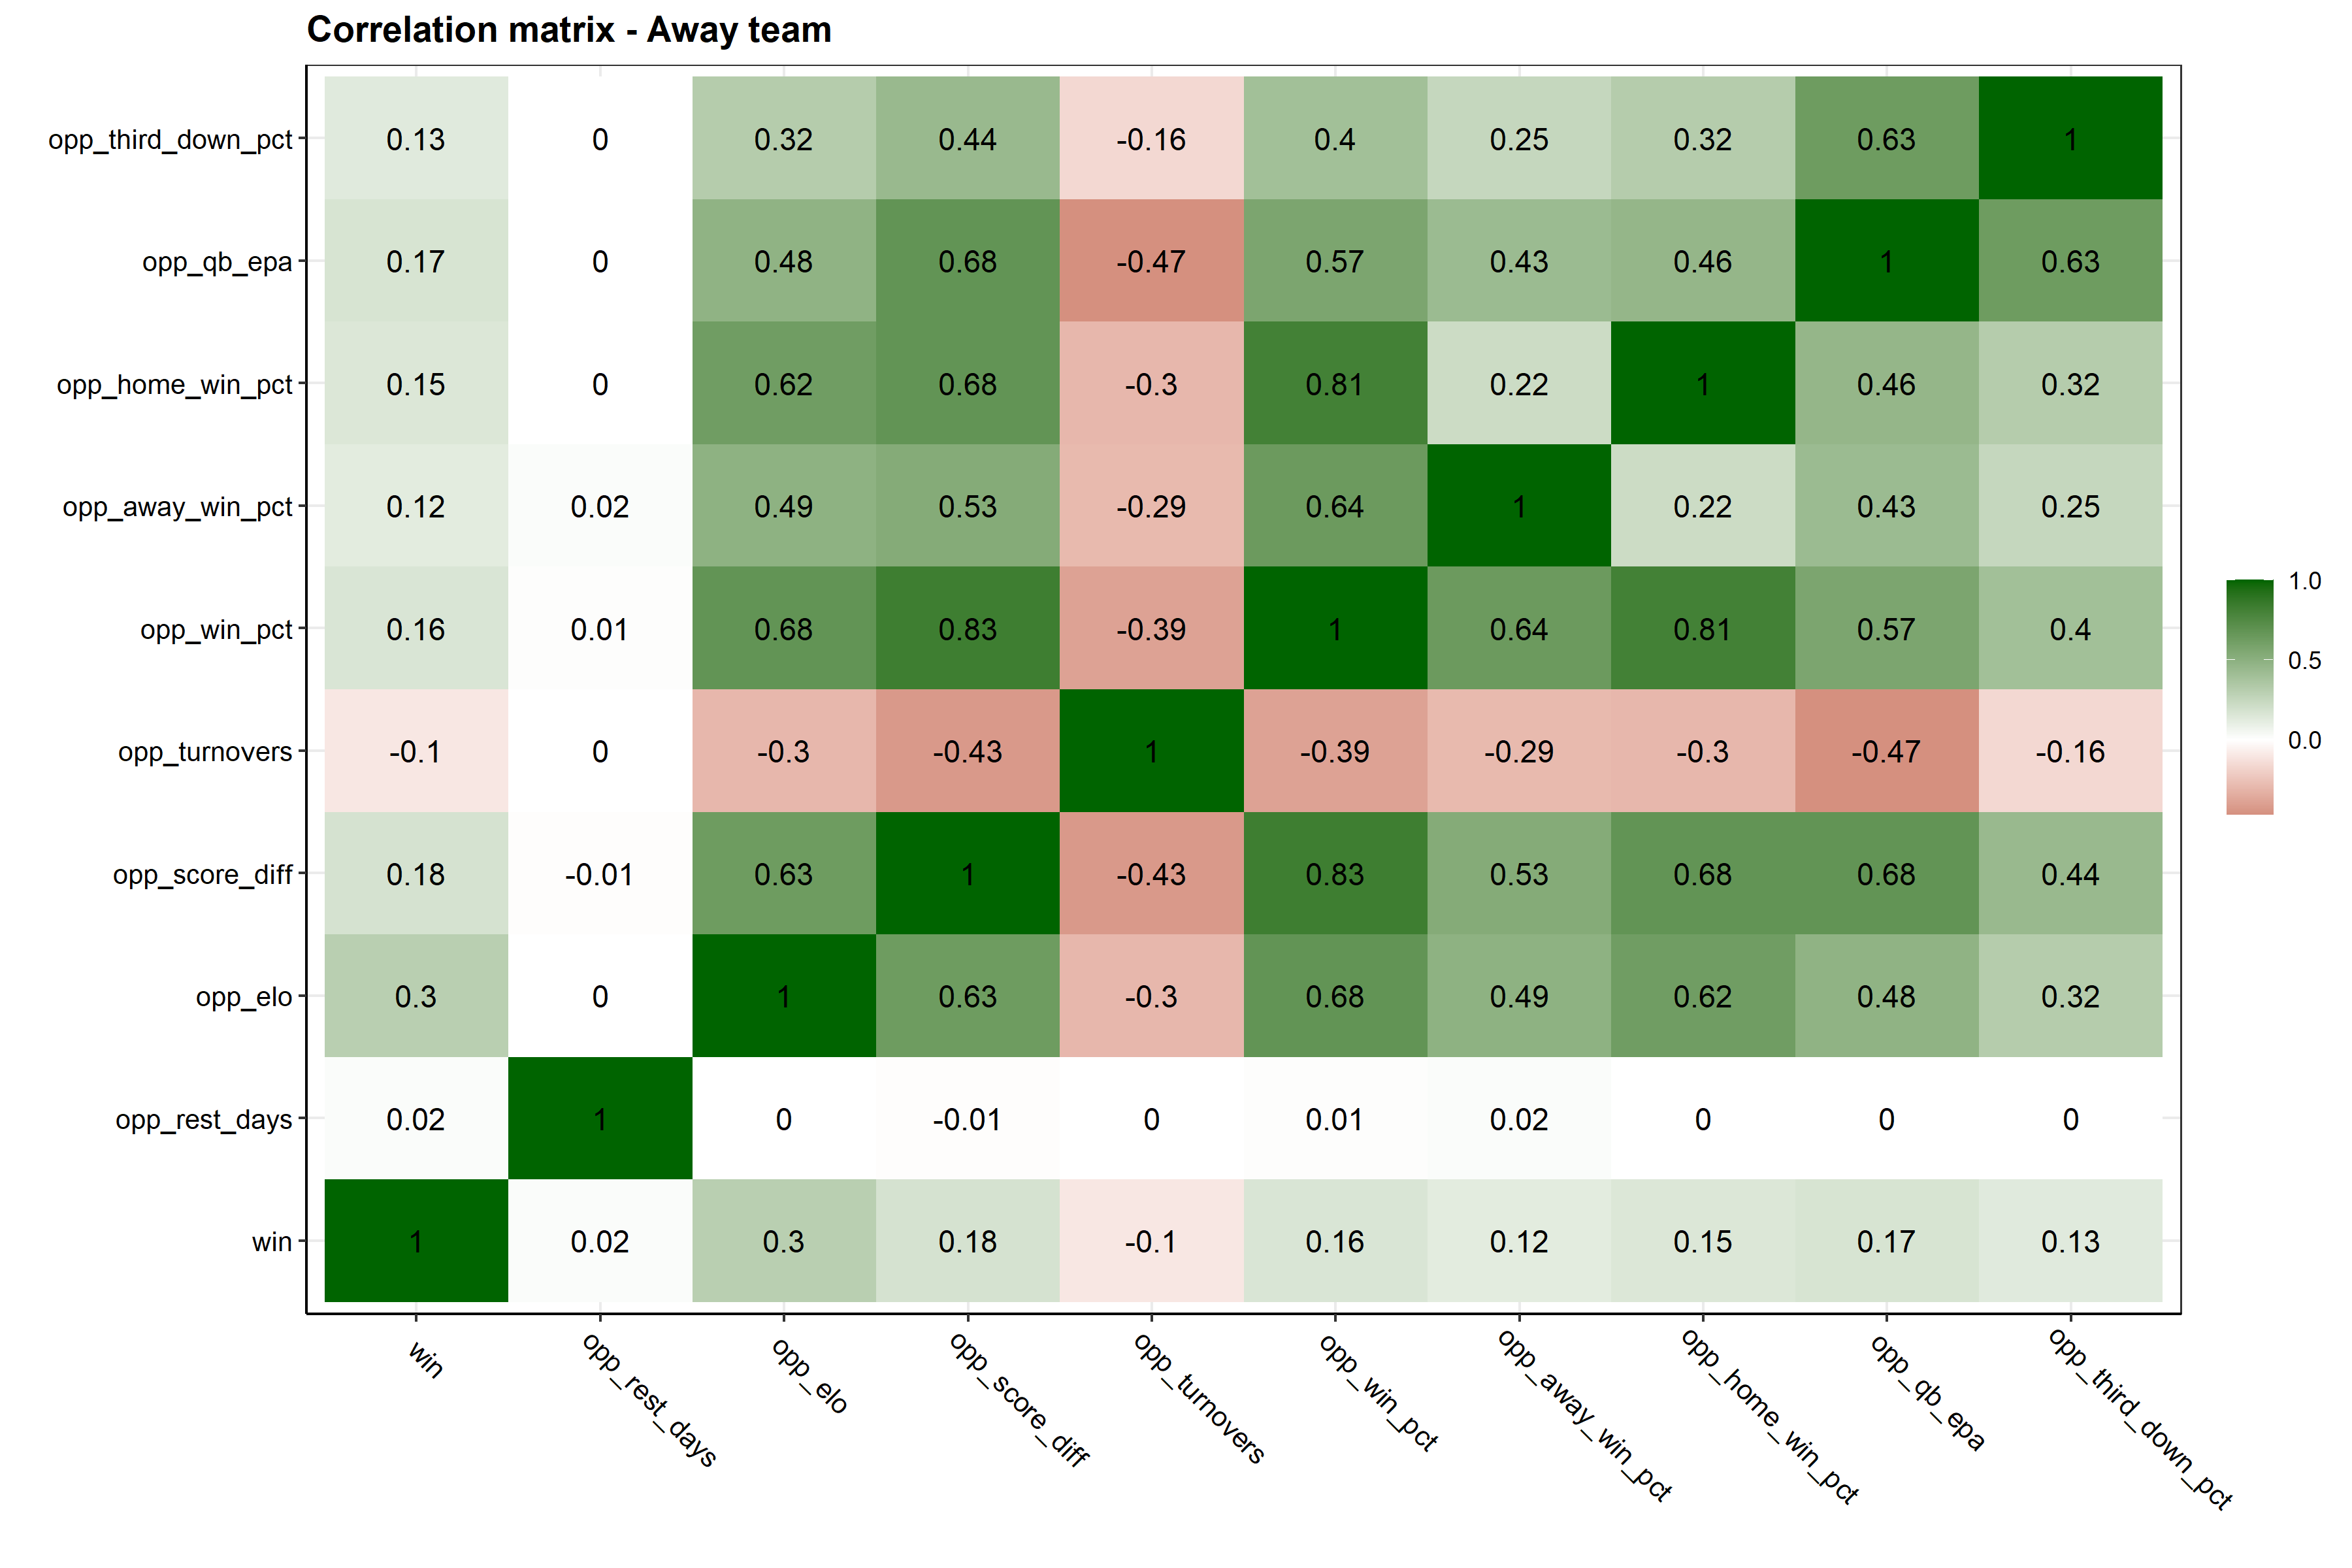 Correlation matrix - Away team
opp_third_down_pct 0.13 0 0.32 0.44 -0.16 0.4 0.25 0.32 0.63 1
opp_qb_epa 0.17 0 0.48 0.68 -0.47 0.57 0.43 0.46 1 0.63
opp_home_win_pct 0.15 0 0.62 0.68 -0.3 0.81 0.22 1 0.46 0.32
opp_away_win_pct 0.12 0.02 0.49 0.53 -0.29 0.64 1 0.22 0.43 0.25
opp_win_pct 0.16 0.01 0.68 0.83 -0.39 1 0.64 0.81 0.57 0.4
opp_turnovers -0.1 0 -0.3 -0.43 1 -0.39 -0.29 -0.3 -0.47 -0.16
opp_score_diff 0.18 -0.01 0.63 1 -0.43 0.83 0.53 0.68 0.68 0.44
opp_elo 0.3 0 1 0.63 -0.3 0.68 0.49 0.62 0.48 0.32
opp_rest_days 0.02 1 0 -0.01 0 0.01 0.02 0 0 0
win 1 0.02 0.3 0.18 -0.1 0.16 0.12 0.15 0.17 0.13
win opp_rest_days opp_elo opp_score_diff opp_turnovers opp_win_pct opp_away_win_pct opp_home_win_pct opp_qb_epa opp_third_down_pct
1.0
0.5
0.0